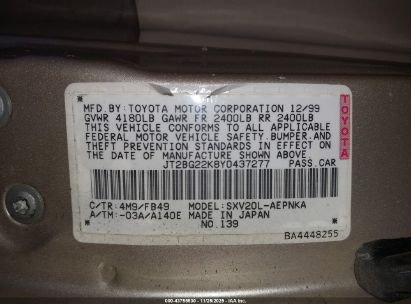 MFD.BY: TOYOTA MOTOR CORPORATION 12/99
GVWR 4180LB GAWR FR 2400LB RR 2400LB
THIS VEHICLE CONFORMS TO ALL APPLICABLE
FEDERAL MOTOR VEHICLE SAFETY, BUMPER, AND
THEFT PREVENTION STANDARDS IN EFFECT ON
THE DATE OF MANUFACTURE SHOWN ABOVE.
JT2BG22K8Y0437277 PASS.CAR
C/TR: 4M9/FB49 MODEL: SXV20L-AEPNKA
A/TM: -03A/A140E MADE IN JAPAN
NO.139
BA4448255
TOYOTA